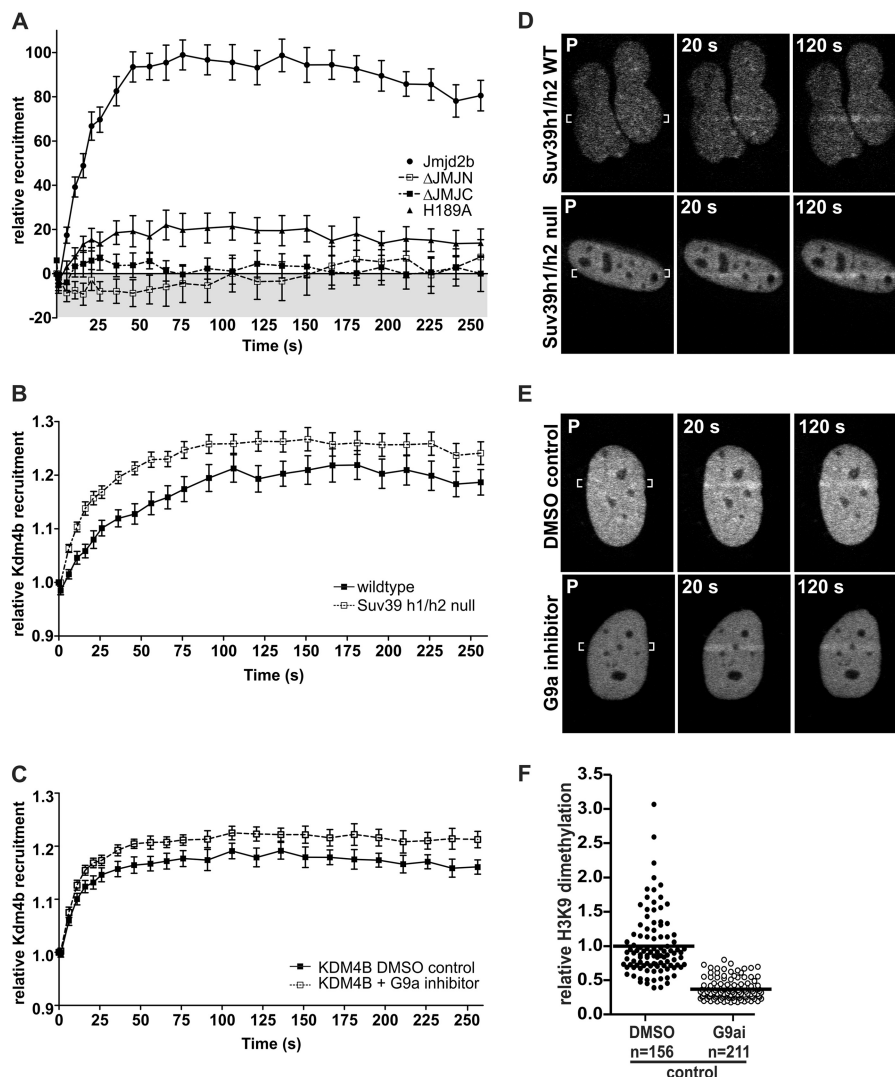 A
relative recruitment
100
80
60
40
20
0
-20
Jmjd2b
ΔJMJN
ΔJMJC
H189A
25 50 75 100 125 150 175 200 225 250
Time (s)
B
relative Kdm4b recruitment
1.3
1.2
1.1
1.0
0.9
wildtype
Suv39 h1/h2 null
0 25 50 75 100 125 150 175 200 225 250
Time (s)
C
relative Kdm4b recruitment
1.3
1.2
1.1
1.0
0.9
KDM4B DMSO control
KDM4B + G9a inhibitor
0 25 50 75 100 125 150 175 200 225 250
Time (s)
D
Suv39h1/h2 WT
P 20 s 120 s
Suv39h1/h2 null
P 20 s 120 s
E
DMSO control
P 20 s 120 s
G9a inhibitor
P 20 s 120 s
F
relative H3K9 dimethylation
3.5
3.0
2.5
2.0
1.5
1.0
0.5
0.0
DMSO G9ai
n=156 n=211
control